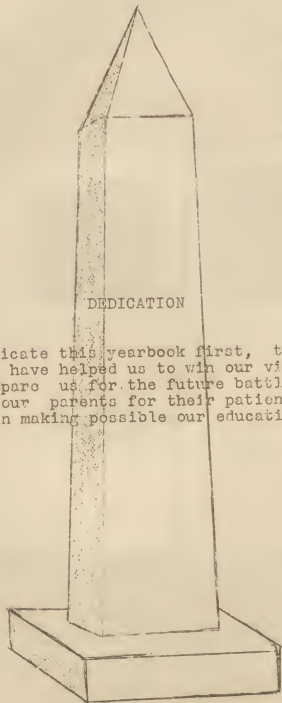 DEDICATION
icate this yearbook first, t
have helped us to win our vi
paro us for the future battl
our parents for their patien
n making possible our educati